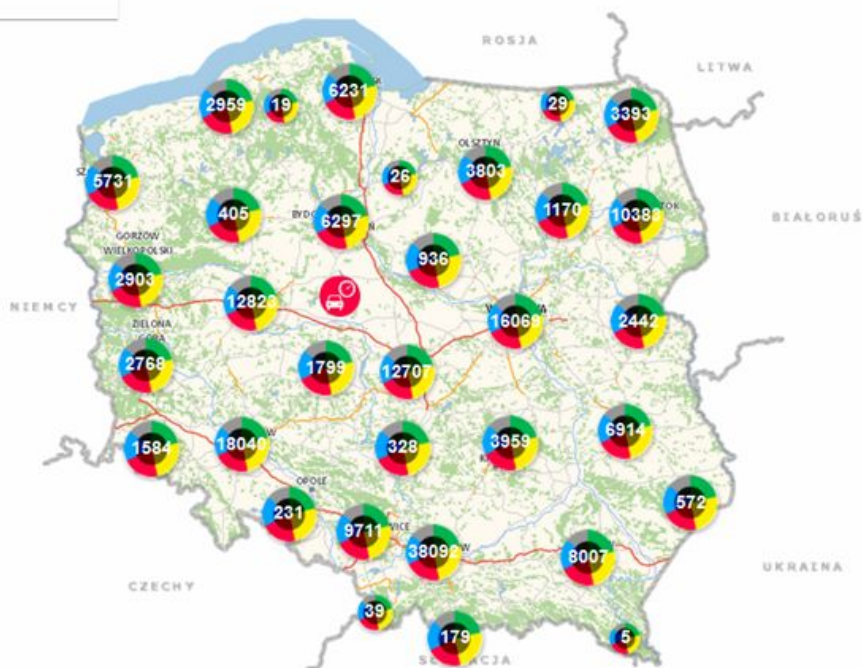 ROSJA
LITWA
2959
19
6231
29
3393
OLSZTYN
3803
26
5731
405
6297
1170
10383
BIAŁORUŚ
GORZÓW
WIELKOPOLSKI
936
2903
NIEMCY
12823
16069
2442
ZIELONA
GÓRA
2768
1799
12707
1584
18040
328
3959
6914
OPOLE
231
572
9711
38092
8007
UKRAINA
CZECHY
39
179
5